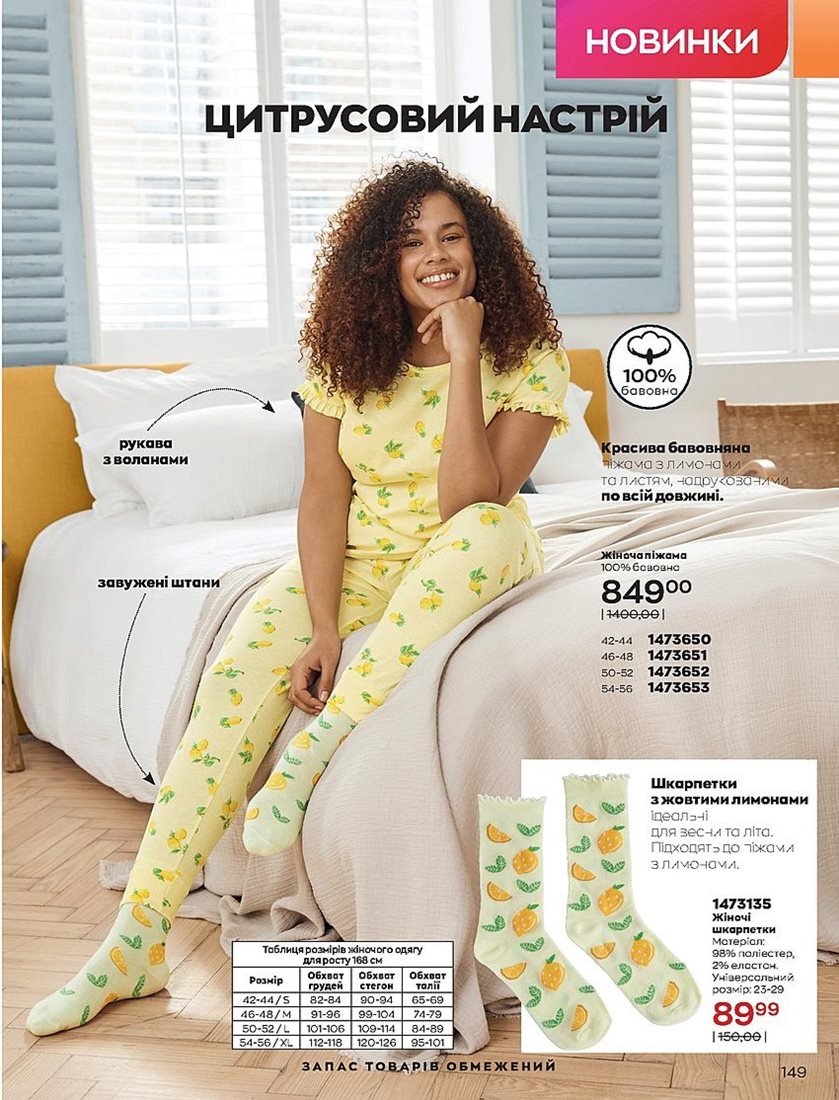 НОВИНКИ
ЦИТРУСОВИЙ НАСТРІЙ
100%
бавовна
рукава
з воланами
Красива бавовняна
піжама з лимонами
та листям, надрукованими
по всій довжині.
завужені штани
Жіноча піжама
100% бавовна
849⁰⁰
|1400,00|
42-44 1473650
46-48 1473651
50-52 1473652
54-56 1473653
Шкарпетки
з жовтими лимонами
ідеальні
для весни та літа.
Підходять до піжами
з лимонами.
1473135
Жіночі
шкарпетки
Матеріал:
98% поліестер,
2% еластан.
Універсальний
розмір: 23-29
89⁹⁹
|150,00|
Таблиця розмірів жіночого одягу
для росту 168 см
Розмір Обхват грудей Обхват стегон Обхват талії
42-44 / S 82-84 90-94 65-69
46-48 / M 91-96 99-104 74-79
50-52 / L 101-106 109-114 84-89
54-56 / XL 112-118 120-126 95-101
ЗАПАС ТОВАРІВ ОБМЕЖЕНИЙ
149